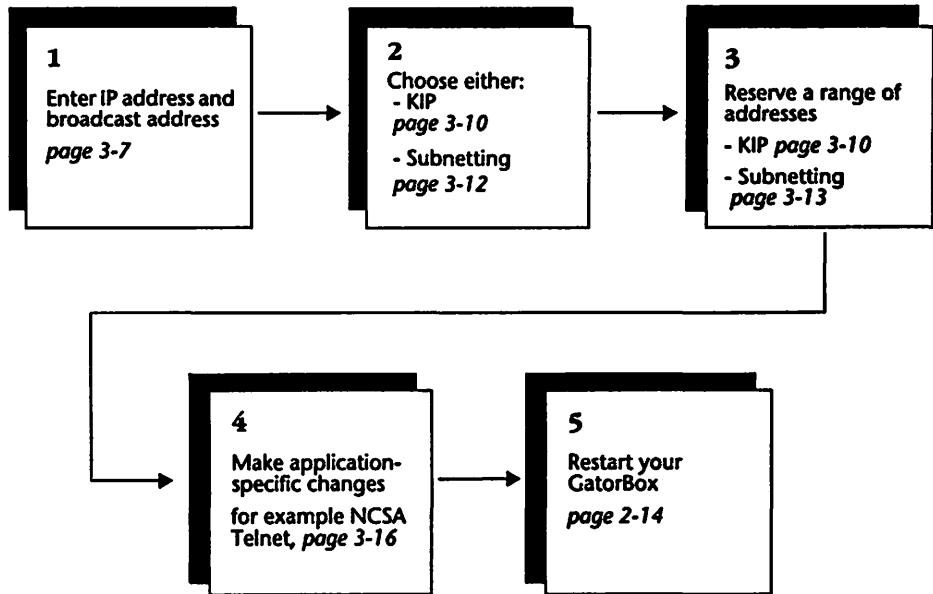 1
Enter IP address and
broadcast address
page 3-7
2
Choose either:
- KIP
page 3-10
- Subnetting
page 3-12
3
Reserve a range of
addresses
- KIP page 3-10
- Subnetting
page 3-13
4
Make application-
specific changes
for example NCSA
Telnet, page 3-16
5
Restart your
GatorBox
page 2-14